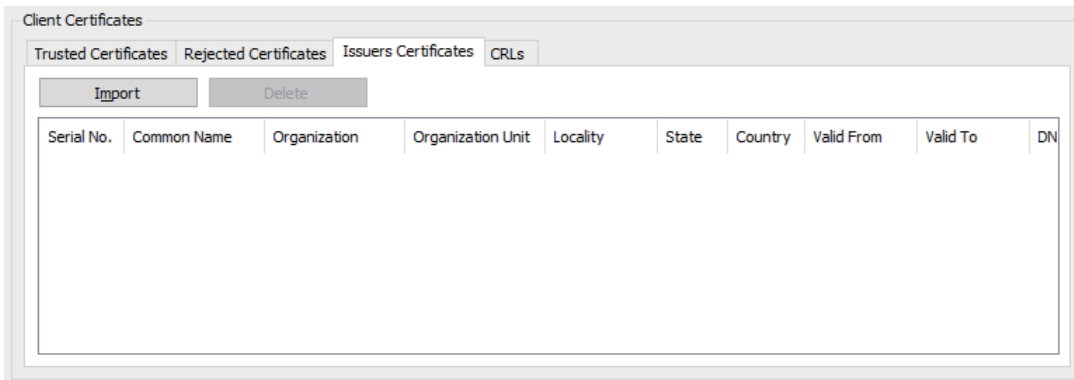 Client Certificates
Trusted Certificates Rejected Certificates Issuers Certificates CRLs
Import Delete
Serial No. Common Name Organization Organization Unit Locality State Country Valid From Valid To DN